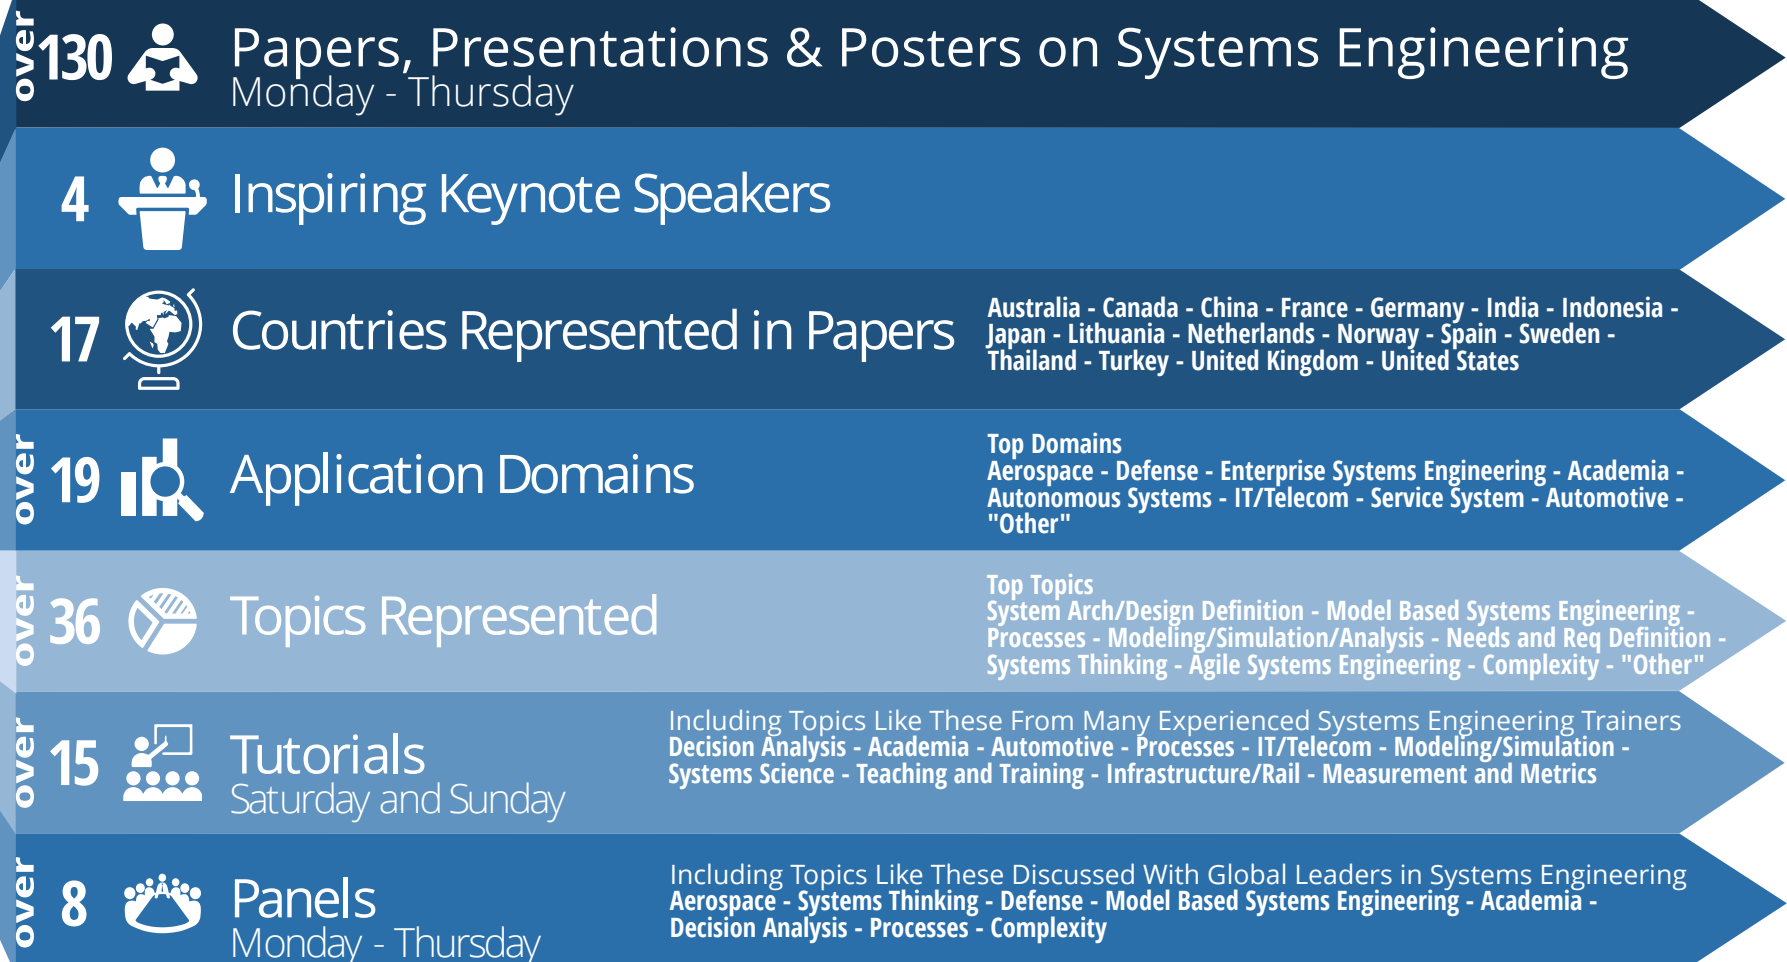 over
130
Papers, Presentations & Posters on Systems Engineering
Monday - Thursday
4
Inspiring Keynote Speakers
17
Countries Represented in Papers
Australia - Canada - China - France - Germany - India - Indonesia -
Japan - Lithuania - Netherlands - Norway - Spain - Sweden -
Thailand - Turkey - United Kingdom - United States
over
19
Application Domains
Top Domains
Aerospace - Defense - Enterprise Systems Engineering - Academia -
Autonomous Systems - IT/Telecom - Service System - Automotive -
"Other"
over
36
Topics Represented
Top Topics
System Arch/Design Definition - Model Based Systems Engineering -
Processes - Modeling/Simulation/Analysis - Needs and Req Definition -
Systems Thinking - Agile Systems Engineering - Complexity - "Other"
over
15
Tutorials
Saturday and Sunday
Including Topics Like These From Many Experienced Systems Engineering Trainers
Decision Analysis - Academia - Automotive - Processes - IT/Telecom - Modeling/Simulation -
Systems Science - Teaching and Training - Infrastructure/Rail - Measurement and Metrics
over
8
Panels
Monday - Thursday
Including Topics Like These Discussed With Global Leaders in Systems Engineering
Aerospace - Systems Thinking - Defense - Model Based Systems Engineering - Academia -
Decision Analysis - Processes - Complexity